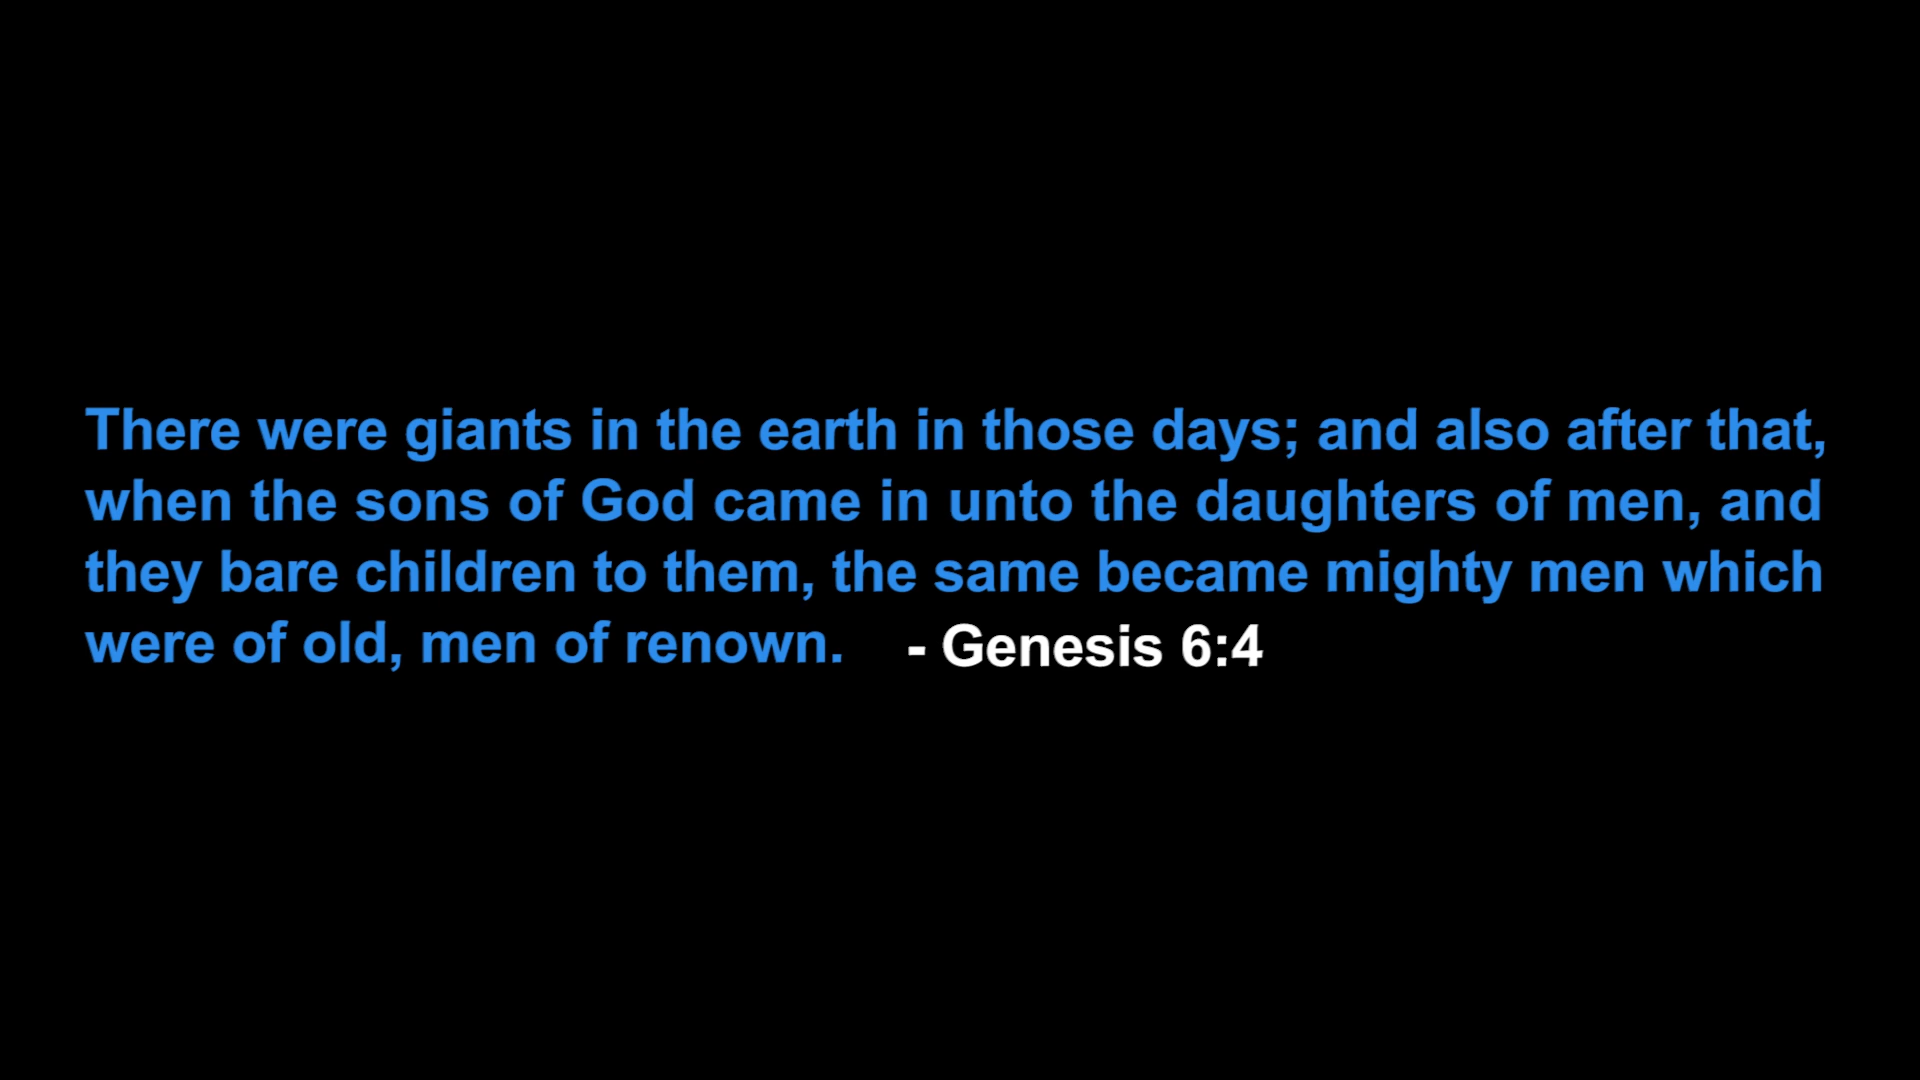 There were giants in the earth in those days; and also after that,
when the sons of God came in unto the daughters of men, and
they bare children to them, the same became mighty men which
were of old, men of renown. - Genesis 6:4